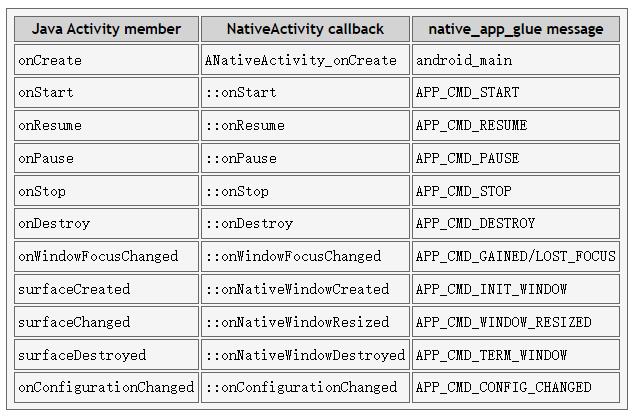 Java Activity member NativeActivity callback native_app_glue message
onCreate ANativeActivity_onCreate android_main
onStart ::onStart APP_CMD_START
onResume ::onResume APP_CMD_RESUME
onPause ::onPause APP_CMD_PAUSE
onStop ::onStop APP_CMD_STOP
onDestroy ::onDestroy APP_CMD_DESTROY
onWindowFocusChanged ::onWindowFocusChanged APP_CMD_GAINED/LOST_FOCUS
surfaceCreated ::onNativeWindowCreated APP_CMD_INIT_WINDOW
surfaceChanged ::onNativeWindowResized APP_CMD_WINDOW_RESIZED
surfaceDestroyed ::onNativeWindowDestroyed APP_CMD_TERM_WINDOW
onConfigurationChanged ::onConfigurationChanged APP_CMD_CONFIG_CHANGED